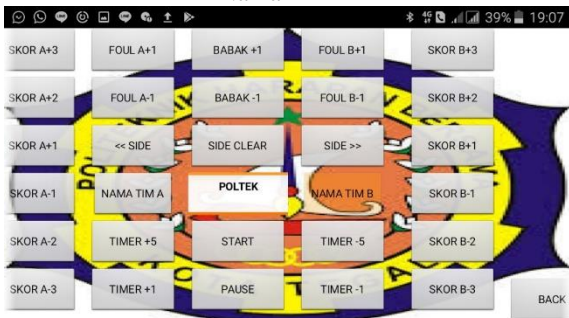 39% 19:07
SKOR A+3 FOUL A+1 BABAK +1 FOUL B+1 SKOR B+3
SKOR A+2 FOUL A-1 BABAK -1 FOUL B-1 SKOR B+2
SKOR A+1 << SIDE SIDE CLEAR SIDE >> SKOR B+1
SKOR A-1 NAMA TIM A POLTEK NAMA TIM B SKOR B-1
SKOR A-2 TIMER +5 START TIMER -5 SKOR B-2
SKOR A-3 TIMER +1 PAUSE TIMER -1 SKOR B-3
BACK